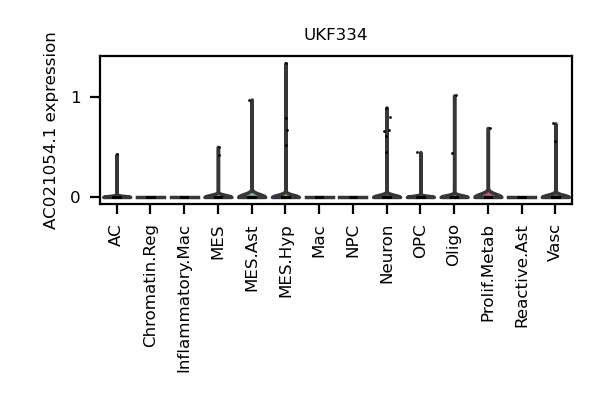 UKF334
AC021054.1 expression
1
0
AC
Chromatin.Reg
Inflammatory.Mac
MES
MES.Ast
MES.Hyp
Mac
NPC
Neuron
OPC
Oligo
Prolif.Metab
Reactive.Ast
Vasc